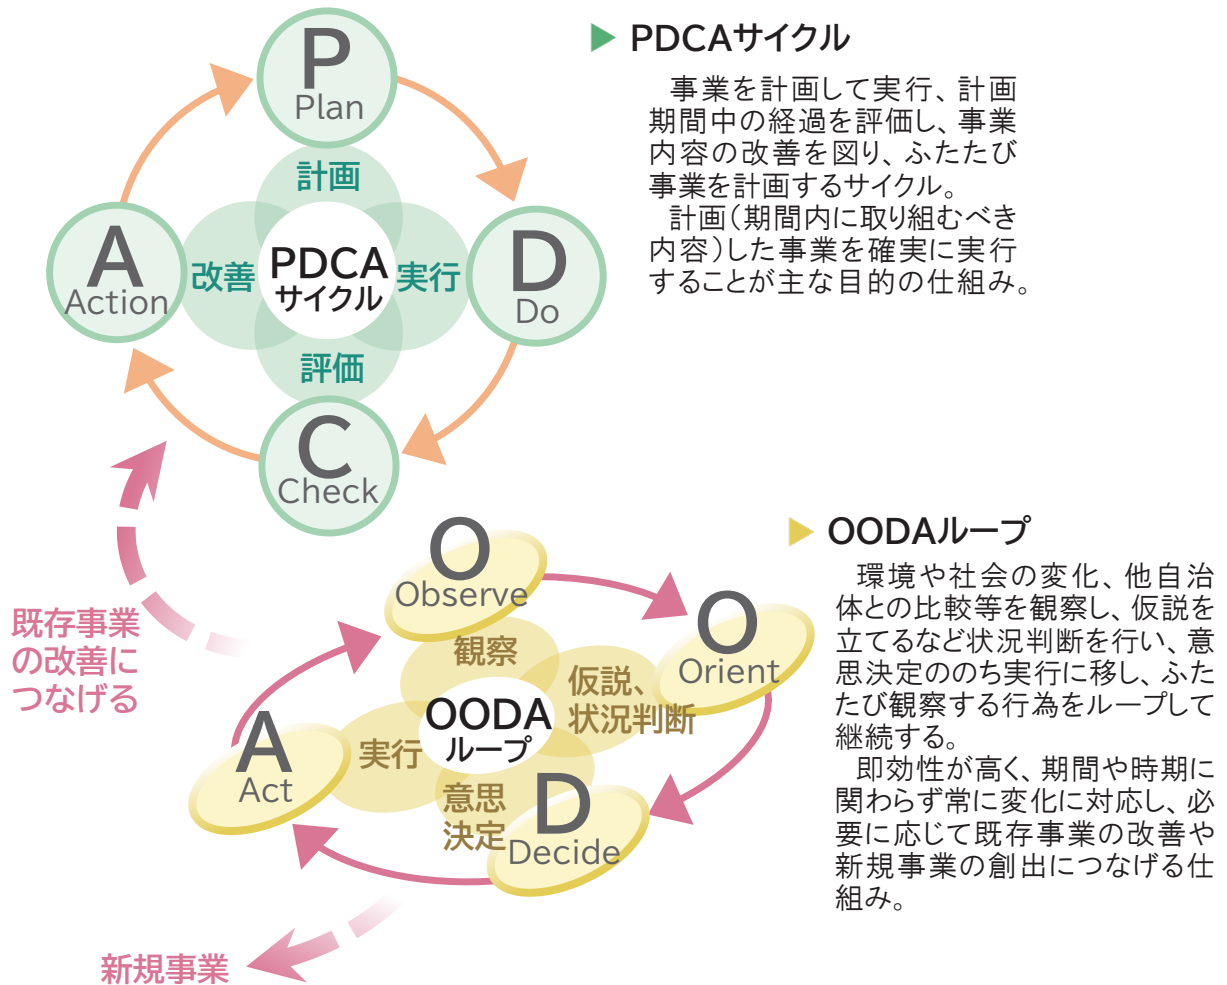 P
Plan
計画
D
Do
実行
C
Check
評価
A
Action
改善
PDCA
サイクル
PDCAサイクル
事業を計画して実行、計画
期間中の経過を評価し、事業
内容の改善を図り、ふたたび
事業を計画するサイクル。
計画(期間内に取り組むべき
内容)した事業を確実に実行
することが主な目的の仕組み。
既存事業
の改善に
つなげる
O
Observe
観察
O
Orient
仮説、
状況判断
D
Decide
意思
決定
A
Act
実行
OODA
ループ
新規事業
OODAループ
環境や社会の変化、他自治
体との比較等を観察し、仮説を
立てるなど状況判断を行い、意
思決定ののち実行に移し、ふた
たび観察する行為をループして
継続する。
即効性が高く、期間や時期に
関わらず常に変化に対応し、必
要に応じて既存事業の改善や
新規事業の創出につなげる仕
組み。